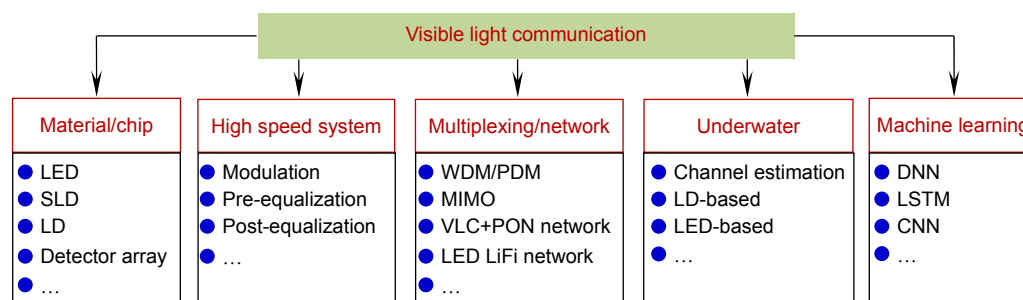 Visible light communication
Material/chip
LED
SLD
LD
Detector array
…
High speed system
Modulation
Pre-equalization
Post-equalization
…
Multiplexing/network
WDM/PDM
MIMO
VLC+PON network
LED LiFi network
…
Underwater
Channel estimation
LD-based
LED-based
…
Machine learning
DNN
LSTM
CNN
…